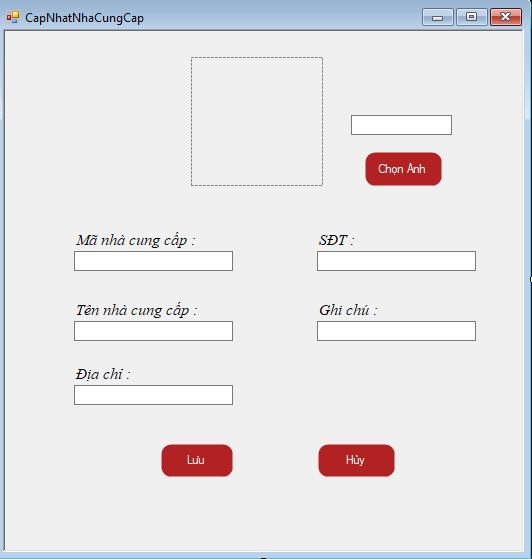 CapNhatNhaCungCap
Chọn Ảnh
Mã nhà cung cấp :
SĐT :
Tên nhà cung cấp :
Ghi chú :
Địa chỉ :
Lưu
Hủy